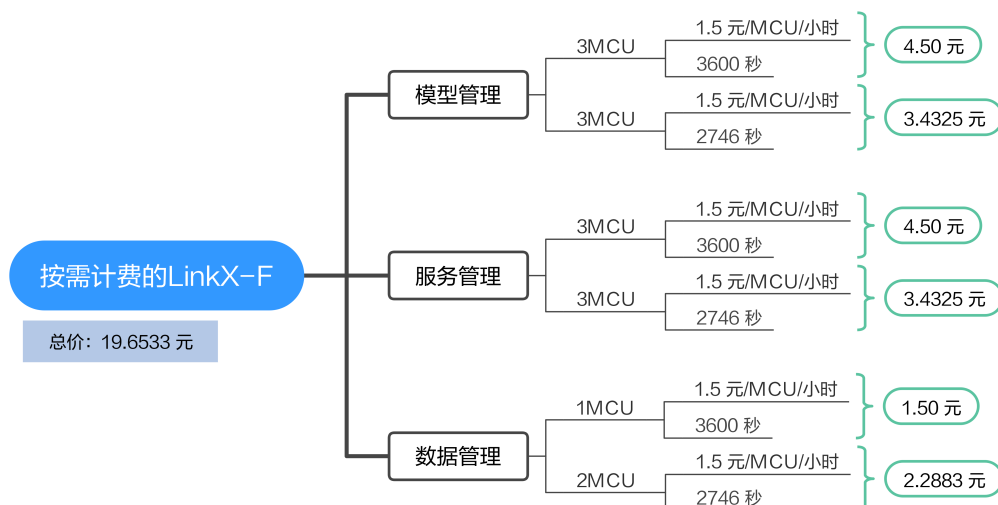 按需计费的LinkX-F
总价：19.6533 元
模型管理
3MCU
1.5 元/MCU/小时
3600 秒
4.50 元
3MCU
1.5 元/MCU/小时
2746 秒
3.4325 元
服务管理
3MCU
1.5 元/MCU/小时
3600 秒
4.50 元
3MCU
1.5 元/MCU/小时
2746 秒
3.4325 元
数据管理
1MCU
1.5 元/MCU/小时
3600 秒
1.50 元
2MCU
1.5 元/MCU/小时
2746 秒
2.2883 元